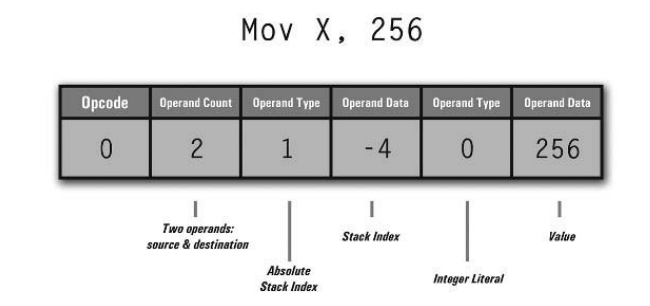 Mov X, 256
Opcode Operand Count Operand Type Operand Data Operand Type Operand Data
0 2 1 -4 0 256
Two operands:
source & destination
Absolute
Stack Index
Stack Index
Integer Literal
Value